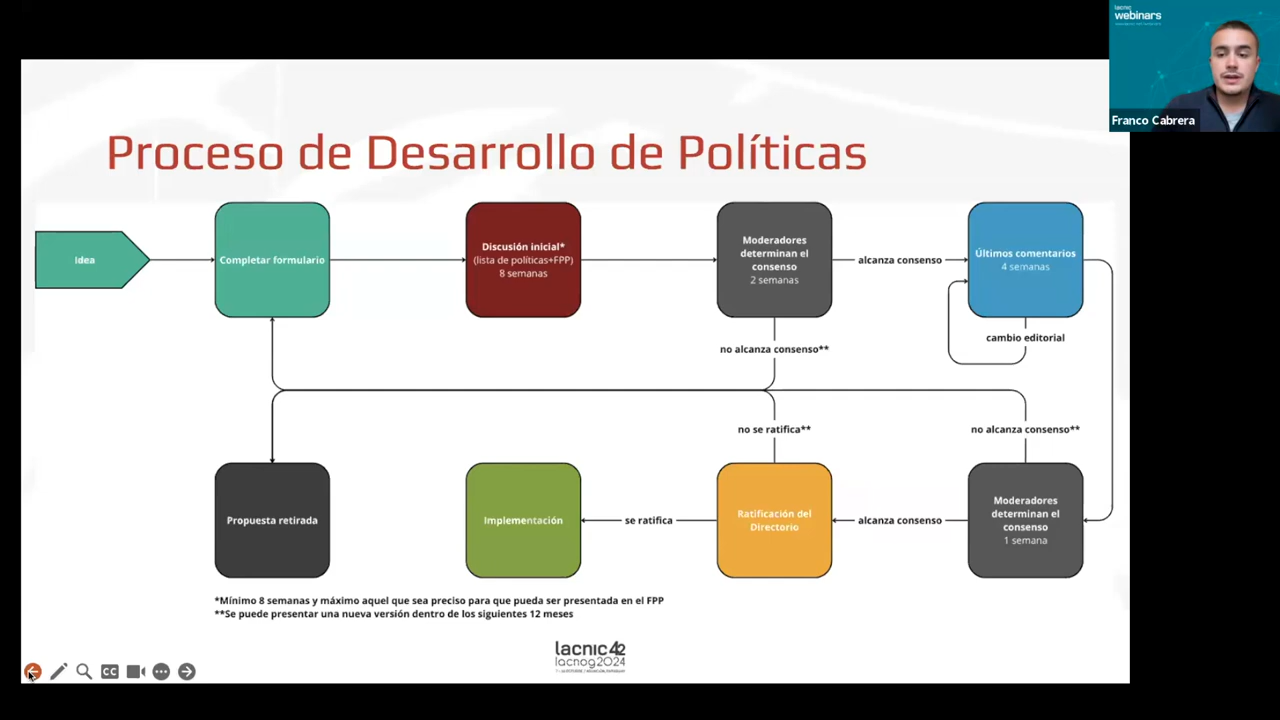 lacnic
webinars
Franco Cabrera
Proceso de Desarrollo de Políticas
Idea
Completar formulario
Discusión inicial*
(lista de políticas+FPP)
8 semanas
Moderadores
determinan el
consenso
2 semanas
alcanza consenso
Últimos comentarios
4 semanas
cambio editorial
no alcanza consenso**
no se ratifica**
no alcanza consenso**
Propuesta retirada
Implementación
se ratifica
Ratificación del
Directorio
alcanza consenso
Moderadores
determinan el
consenso
1 semana
*Mínimo 8 semanas y máximo aquel que sea preciso para que pueda ser presentada en el FPP
**Se puede presentar una nueva versión dentro de los siguientes 12 meses
lacnic42
lacnog2024
CC